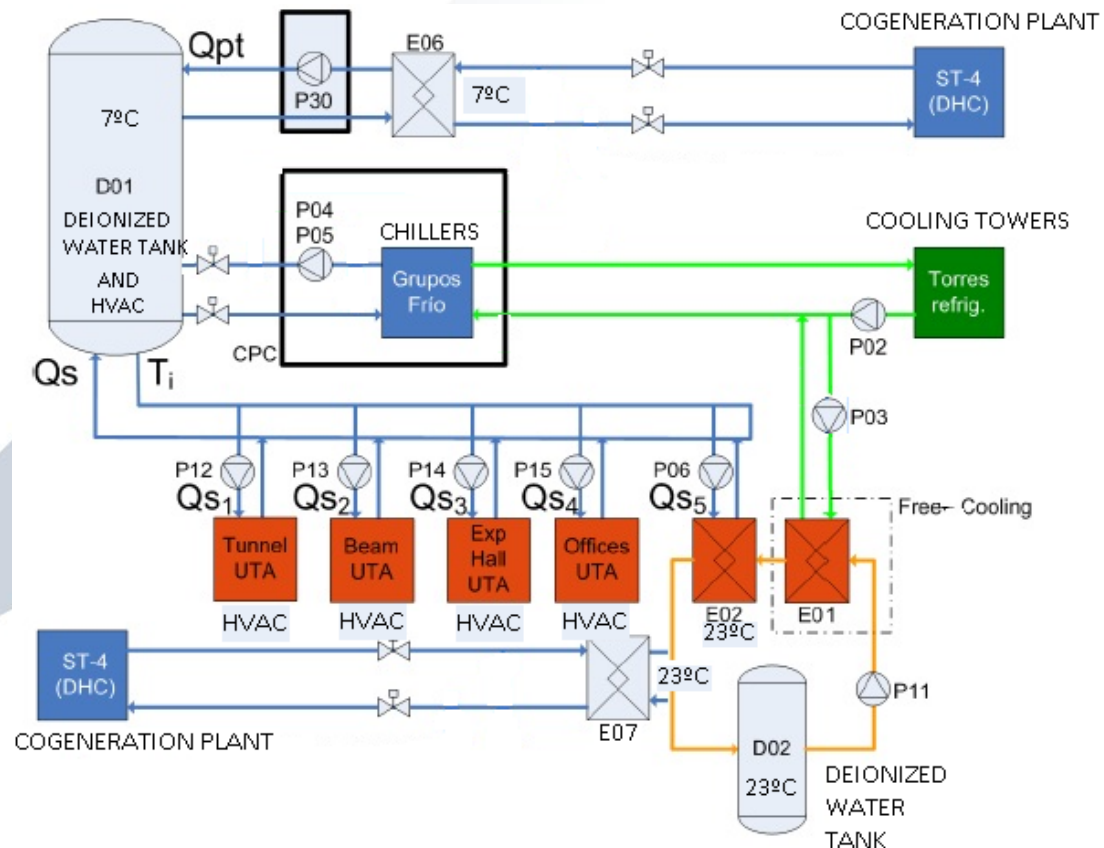 COGENERATION PLANT
Qpt
E06
P30
7ºC
ST-4
(DHC)
7ºC
D01
DEIONIZED
WATER TANK
AND
HVAC
P04
P05
CHILLERS
Grupos
Frío
CPC
COOLING TOWERS
Torres
refrig.
P02
P03
Qs
Ti
P12
Qs1
P13
Qs2
P14
Qs3
P15
Qs4
P06
Qs5
Free- Cooling
Tunnel
UTA
Beam
UTA
Exp
Hall
UTA
Offices
UTA
HVAC
HVAC
HVAC
HVAC
E02
23ºC
E01
ST-4
(DHC)
COGENERATION PLANT
E07
23ºC
P11
D02
23ºC
DEIONIZED
WATER
TANK